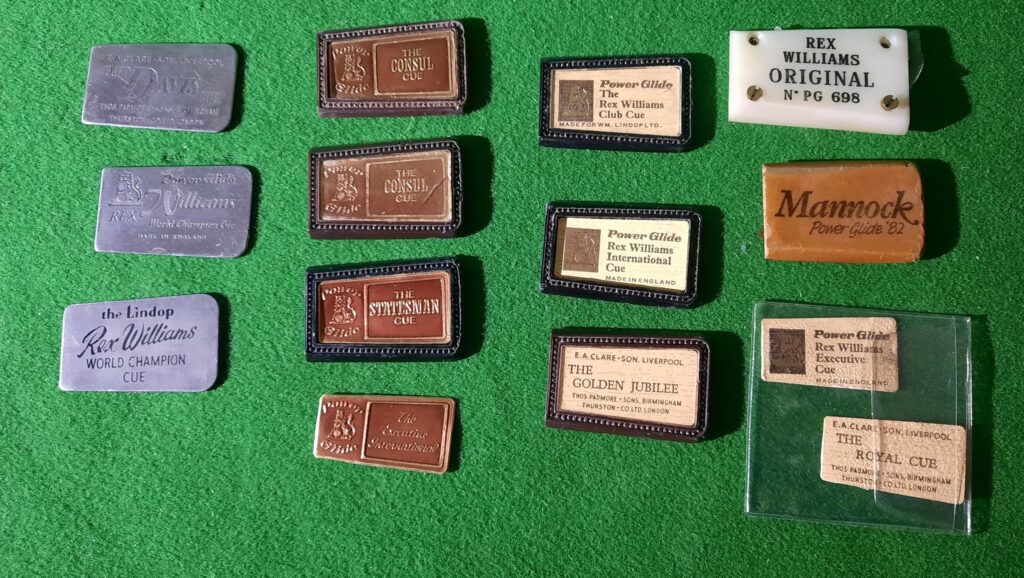 E.A. CLARE · SON, LIVERPOOL
THE
DAVIS
THOS PADMORE · SONS, BIRMINGHAM
THURSTON · CO. LTD. LONDON
Power Glide
REX Williams
World Champion Cue
MADE IN ENGLAND
the Lindop
Rex Williams
WORLD CHAMPION
CUE
Power
Glide
THE
CONSUL
CUE
Power
Glide
THE
CONSUL
CUE
Power
Glide
THE
STATESMAN
CUE
Power
Glide
The
Executive
International
Power Glide
The
Rex Williams
Club Cue
MADE FOR WM. LINDOP LTD.
Power Glide
Rex Williams
International
Cue
MADE IN ENGLAND
E.A. CLARE · SON, LIVERPOOL
THE
GOLDEN JUBILEE
THOS PADMORE · SONS, BIRMINGHAM
THURSTON · CO. LTD. LONDON
REX
WILLIAMS
ORIGINAL
N° PG 698
Mannock
Power Glide '82
Power Glide
Rex Williams
Executive
Cue
MADE IN ENGLAND
E.A. CLARE · SON, LIVERPOOL
THE
ROYAL CUE
THOS PADMORE · SONS, BIRMINGHAM
THURSTON · CO. LTD. LONDON